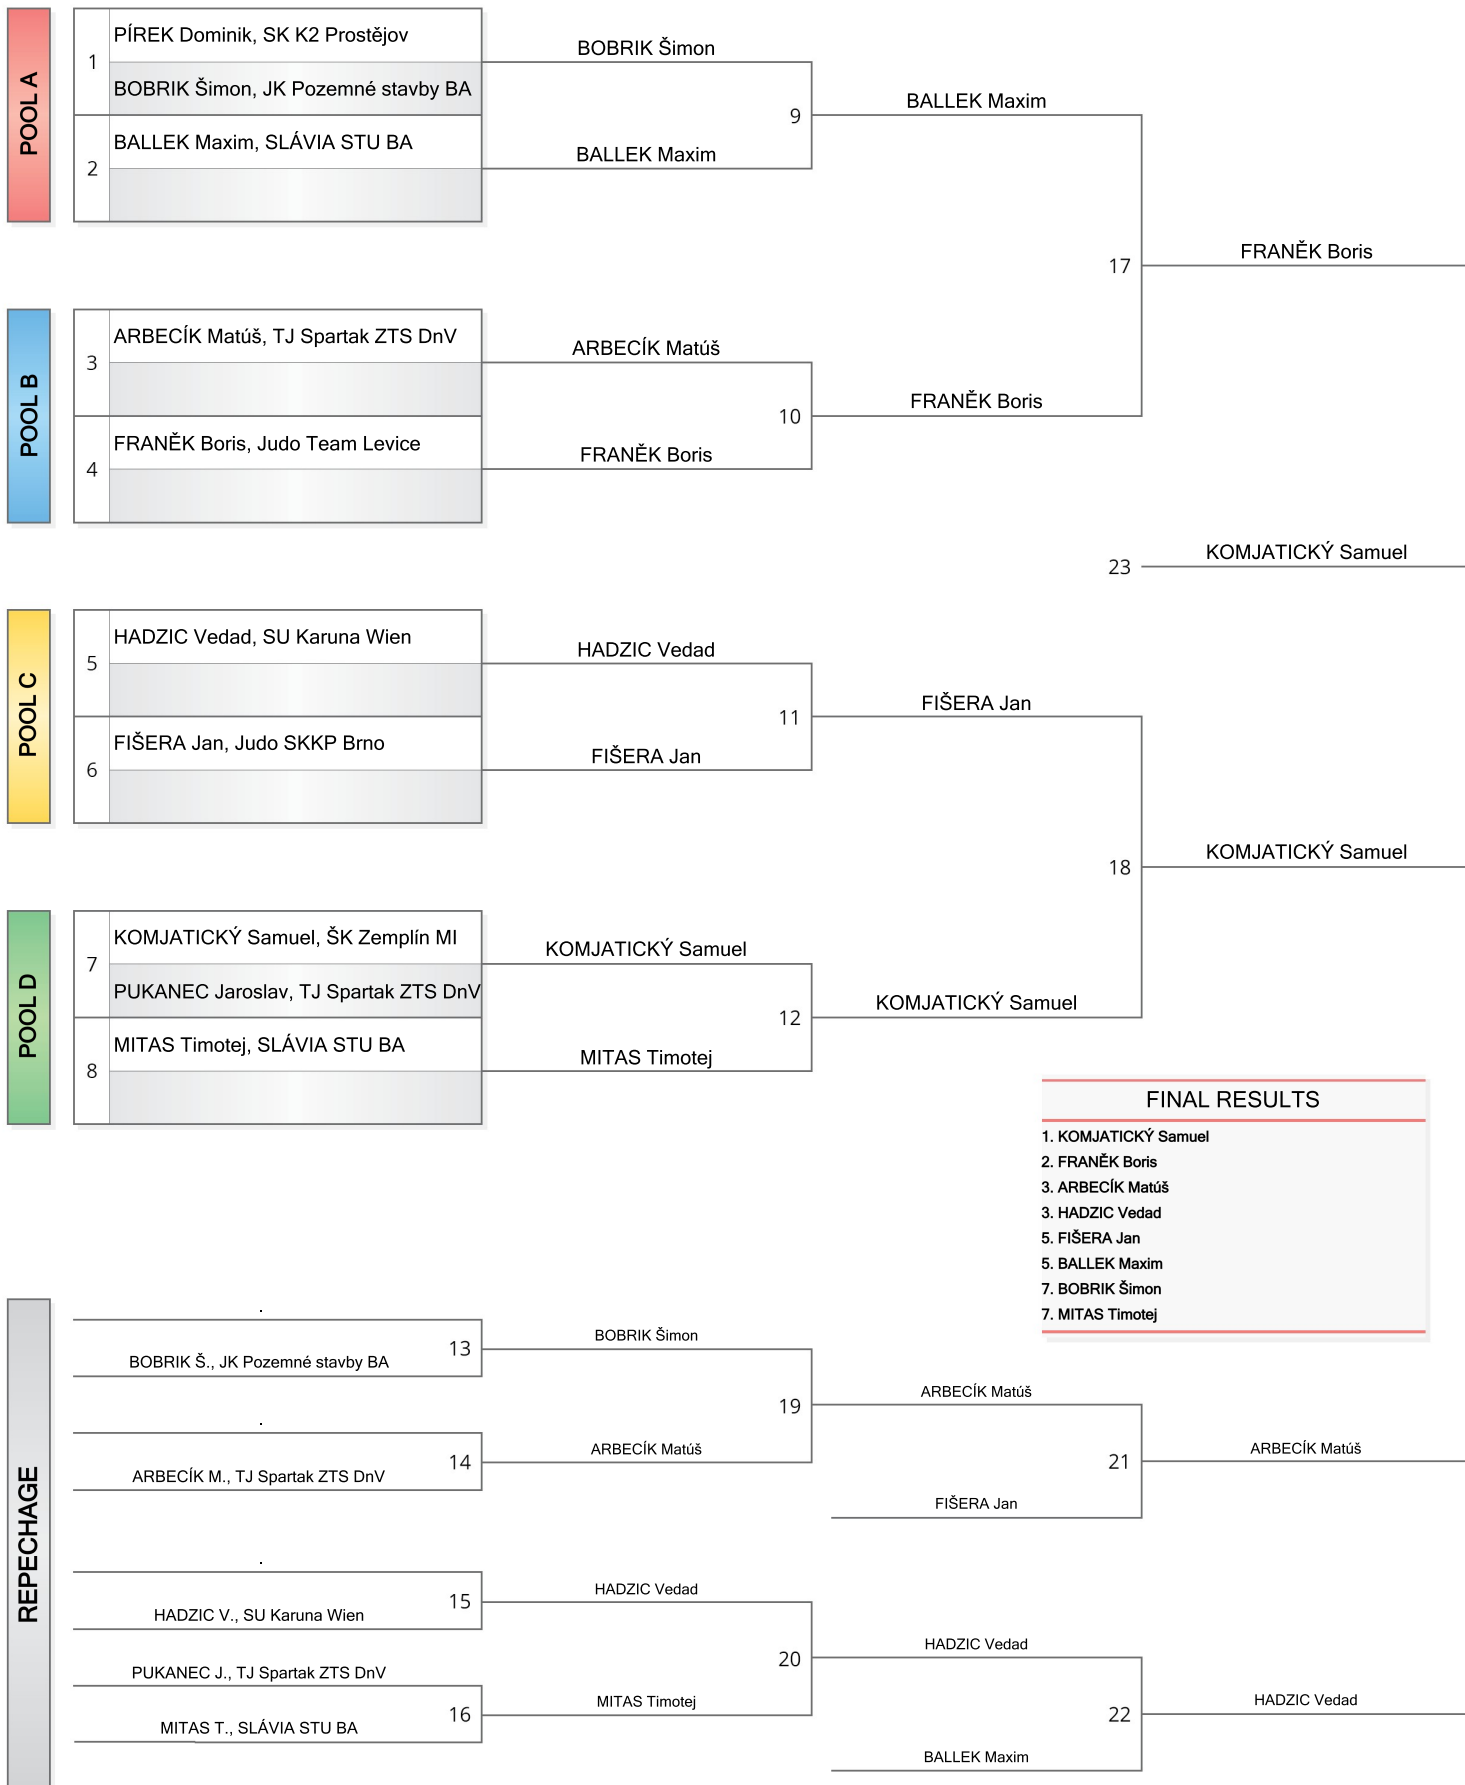 POOL A
1
PÍREK Dominik, SK K2 Prostějov
BOBRIK Šimon, JK Pozemné stavby BA
2
BALLEK Maxim, SLÁVIA STU BA
BOBRIK Šimon
BALLEK Maxim
9
BALLEK Maxim
17
FRANĚK Boris
POOL B
3
ARBECÍK Matúš, TJ Spartak ZTS DnV
4
FRANĚK Boris, Judo Team Levice
ARBECÍK Matúš
FRANĚK Boris
10
FRANĚK Boris
23
KOMJATICKÝ Samuel
POOL C
5
HADZIC Vedad, SU Karuna Wien
6
FIŠERA Jan, Judo SKKP Brno
HADZIC Vedad
FIŠERA Jan
11
FIŠERA Jan
18
KOMJATICKÝ Samuel
POOL D
7
KOMJATICKÝ Samuel, ŠK Zemplín MI
PUKANEC Jaroslav, TJ Spartak ZTS DnV
8
MITAS Timotej, SLÁVIA STU BA
KOMJATICKÝ Samuel
MITAS Timotej
12
KOMJATICKÝ Samuel
FINAL RESULTS
1. KOMJATICKÝ Samuel
2. FRANĚK Boris
3. ARBECÍK Matúš
3. HADZIC Vedad
5. FIŠERA Jan
5. BALLEK Maxim
7. BOBRIK Šimon
7. MITAS Timotej
REPECHAGE
.
BOBRIK Š., JK Pozemné stavby BA
13
BOBRIK Šimon
.
ARBECÍK M., TJ Spartak ZTS DnV
14
ARBECÍK Matúš
19
ARBECÍK Matúš
FIŠERA Jan
21
ARBECÍK Matúš
.
HADZIC V., SU Karuna Wien
15
HADZIC Vedad
PUKANEC J., TJ Spartak ZTS DnV
MITAS T., SLÁVIA STU BA
16
MITAS Timotej
20
HADZIC Vedad
BALLEK Maxim
22
HADZIC Vedad